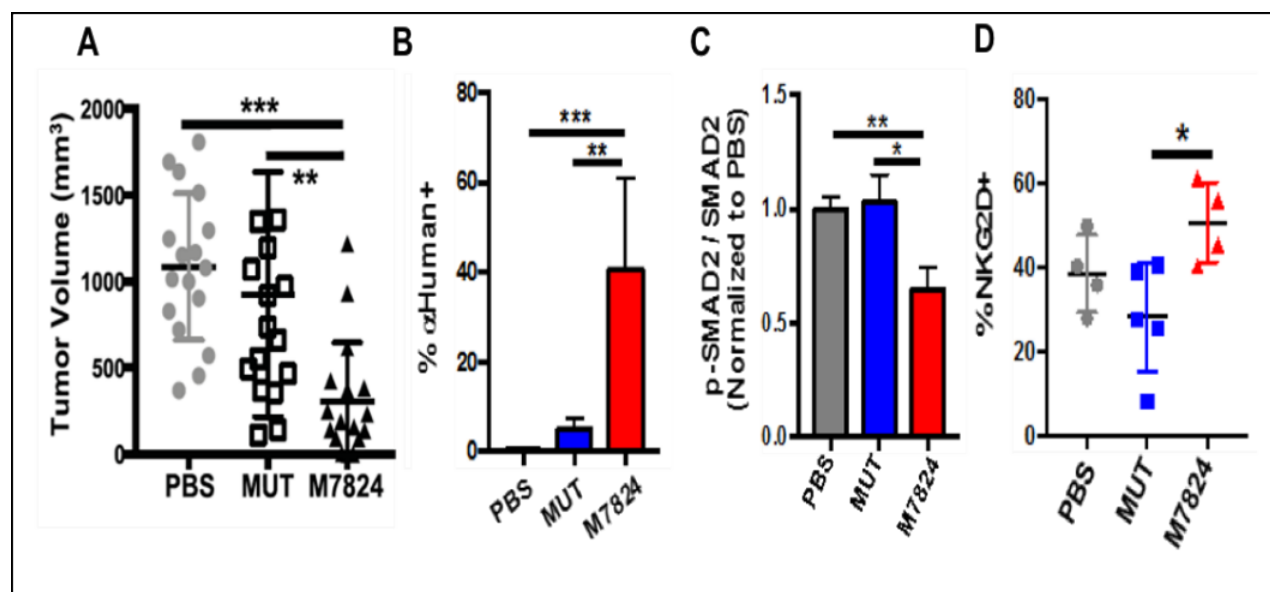 A
Tumor Volume (mm³)
2000
1500
1000
500
0
***
**
PBS MUT M7824
B
% αHuman+
80
60
40
20
0
***
**
PBS
MUT
M7824
C
p-SMAD2 / SMAD2
(Normalized to PBS)
1.5
1.0
0.5
0.0
**
*
PBS
MUT
M7824
D
%NKG2D+
80
60
40
20
0
*
PBS
MUT
M7824